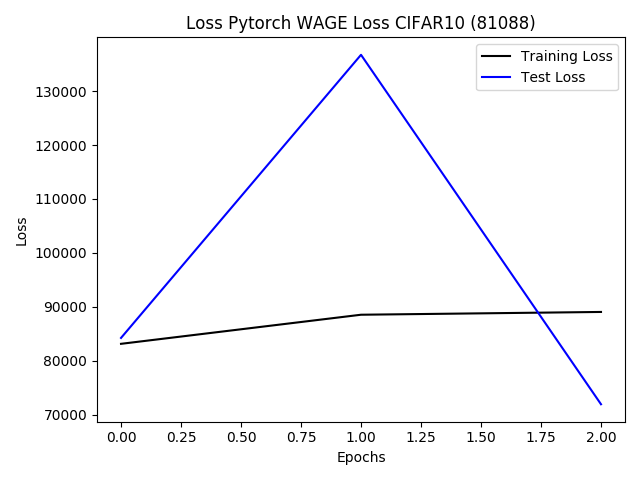 Loss Pytorch WAGE Loss CIFAR10 (81088)
Training Loss
Test Loss
130000
120000
110000
100000
90000
80000
70000
Loss
0.00 0.25 0.50 0.75 1.00 1.25 1.50 1.75 2.00
Epochs